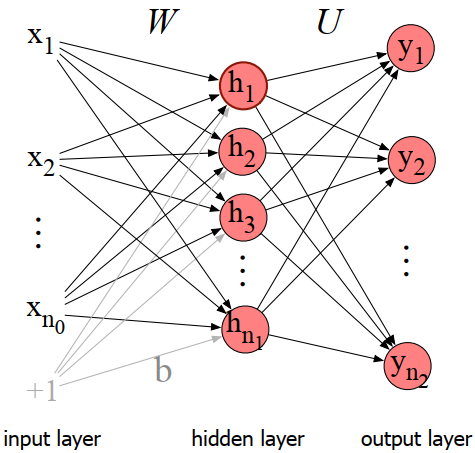 W U
x1 h1 y1
x2 h2 y2
⋮ h3
⋮ ⋮
xn0 hn1
+1 b yn2
input layer hidden layer output layer